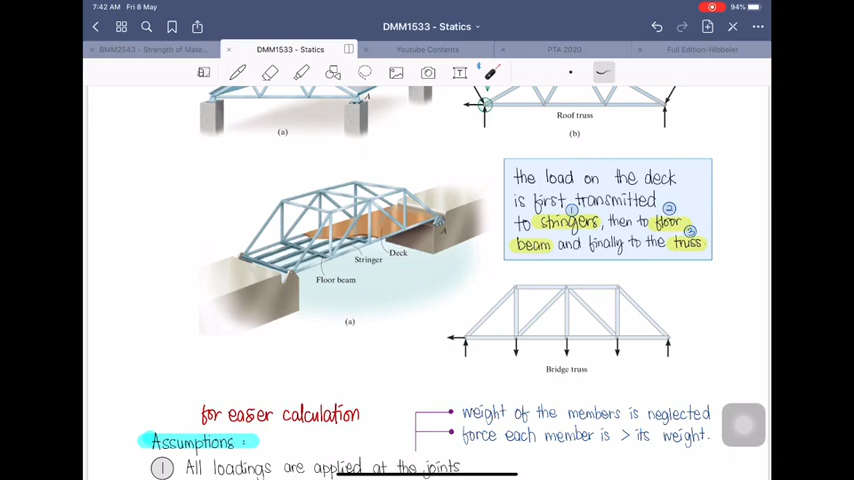 7:42 AM Fri 8 May
94%
DMM1533 - Statics
BMM2543 - Strength of Mate...
DMM1533 - Statics
Youtube Contents
PTA 2020
Full Edition-Hibbeler
A
Roof truss
(a)
(b)
the load on the deck
is first transmitted
1 2
to stringers, then to floor
3
beam and finally to the truss
A
Deck
Stringer
Floor beam
(a)
Bridge truss
for easer calculation
weight of the members is neglected
force each member is > its weight.
Assumptions :
1 All loadings are applied at the joints